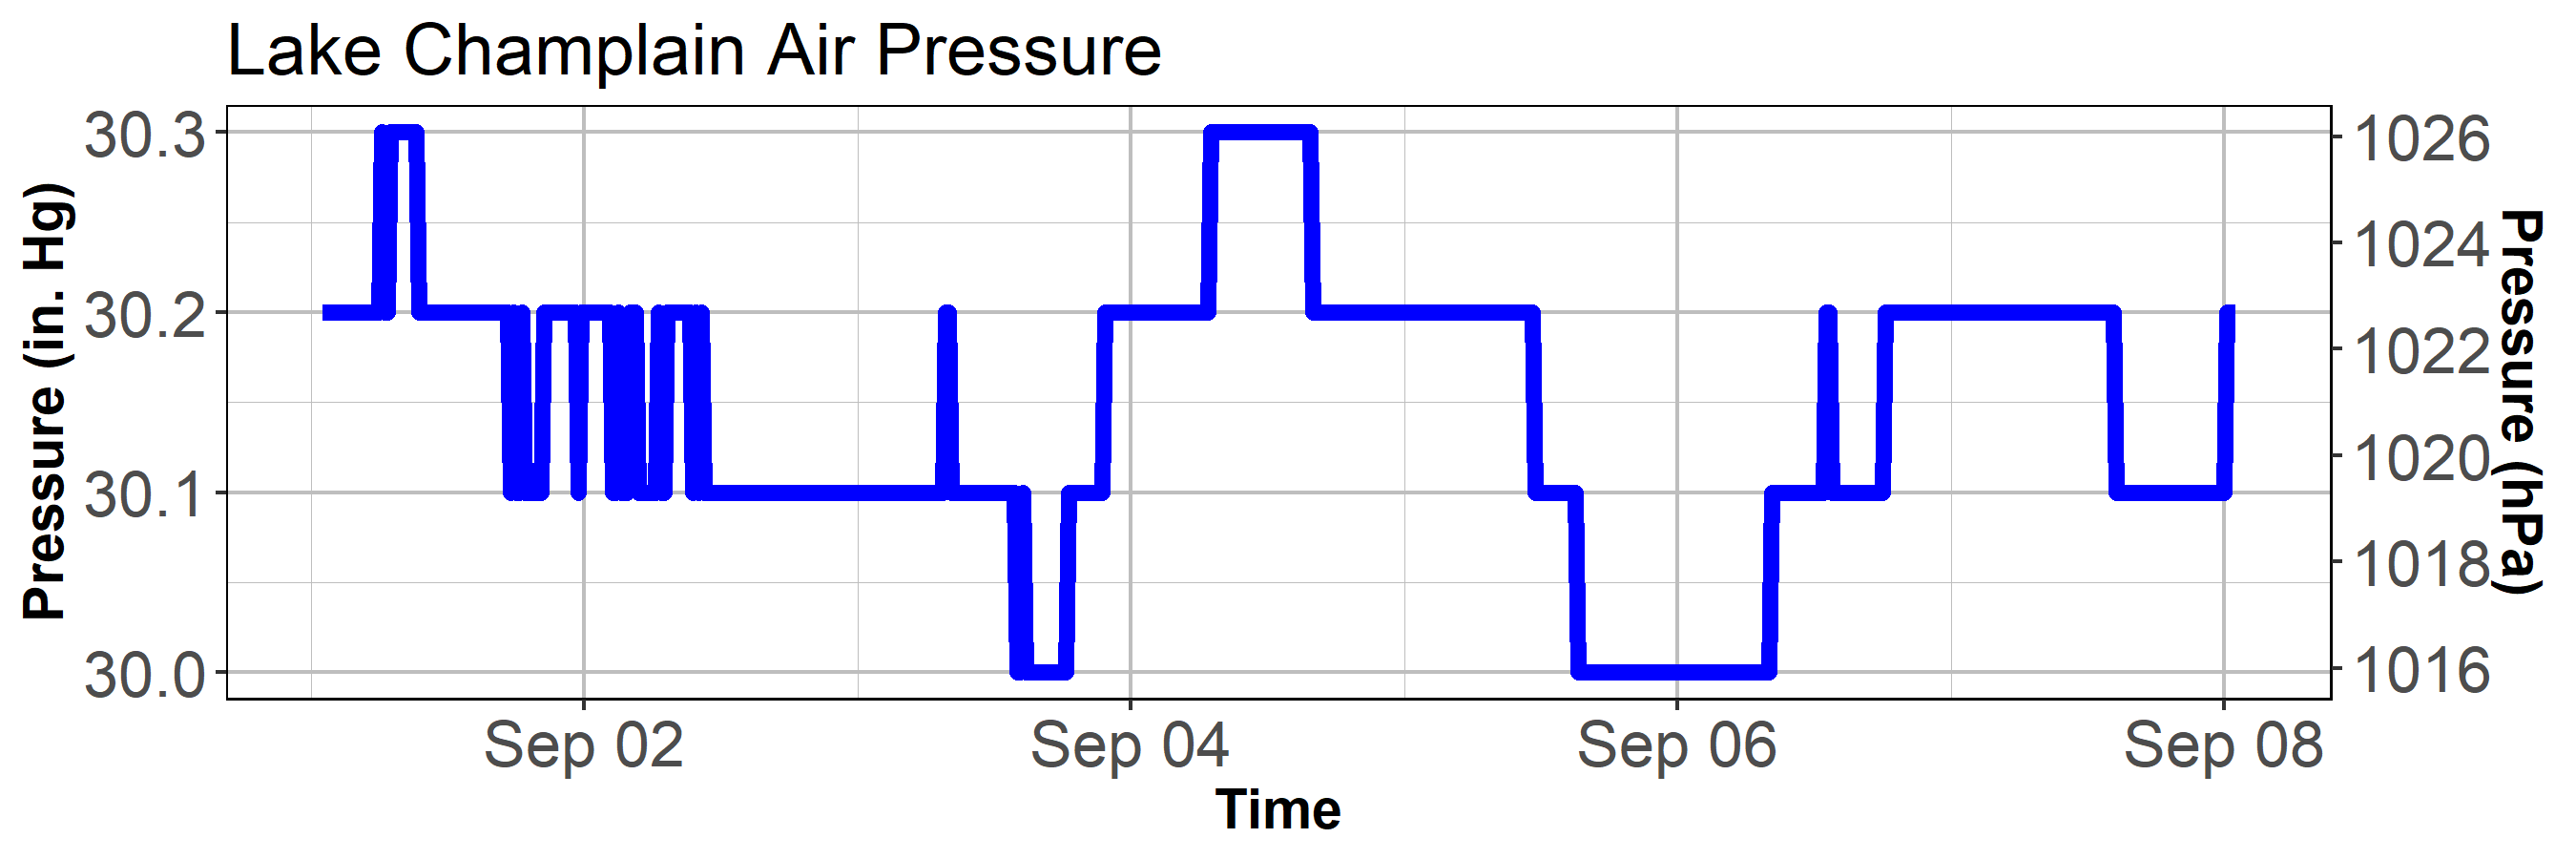 Lake Champlain Air Pressure
30.3
30.2
30.1
30.0
Pressure (in. Hg)
1026
1024
1022
1020
1018
1016
Pressure (hPa)
Sep 02
Sep 04
Sep 06
Sep 08
Time